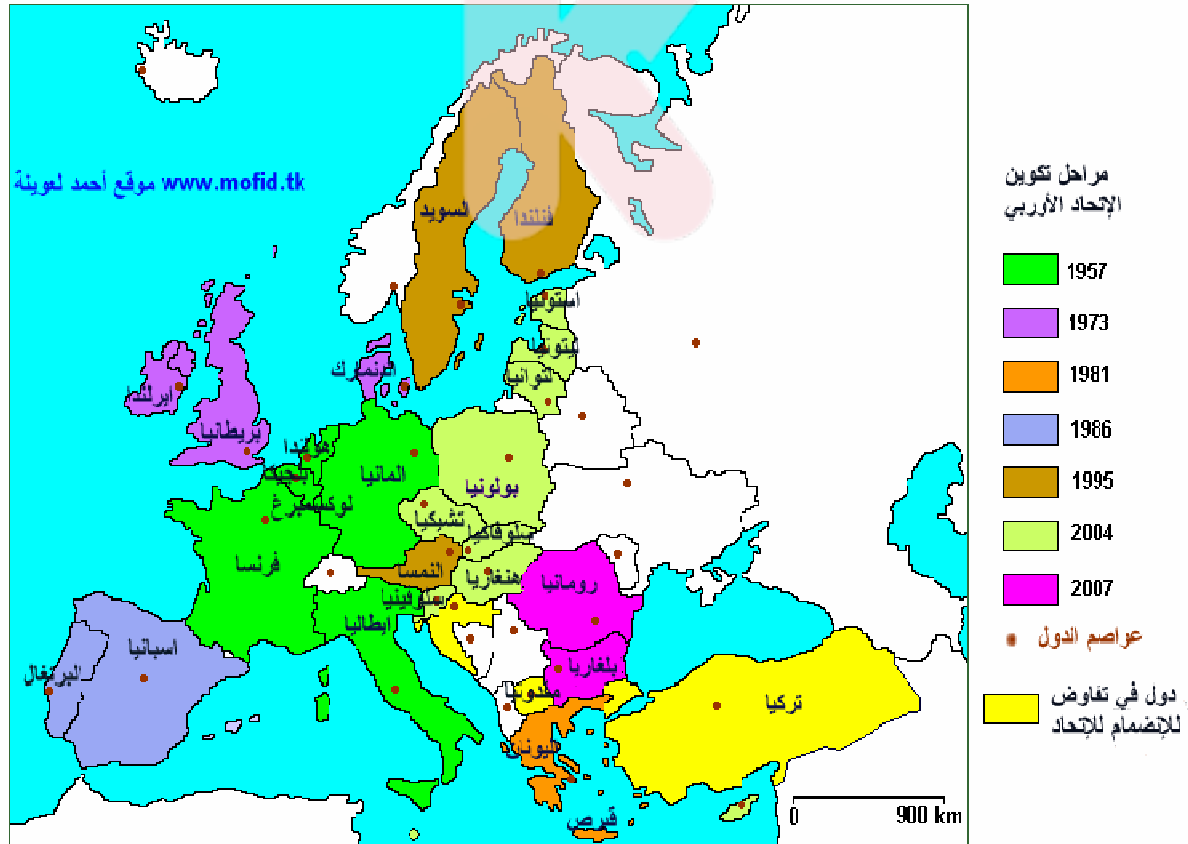 موقع أحمد لعوينة www.mofid.tk
السويد
فنلندا
استونيا
ليتونيا
لتوانيا
الدنمارك
ايرلندا
بريطانيا
هولندا
بلجيكا
لوكسمبورغ
المانيا
بولونيا
تشيكيا
سلوفاكيا
فرنسا
النمسا
هنغاريا
رومانيا
سلوفينيا
ايطاليا
اسبانيا
البرتغال
بلغاريا
مقدونيا
تركيا
اليونان
قبرص
0
900 km
مراحل تكوين
الإتحاد الأوربي
1957
1973
1981
1986
1995
2004
2007
عواصم الدول
دول في تفاوض
للإنضمام للإتحاد